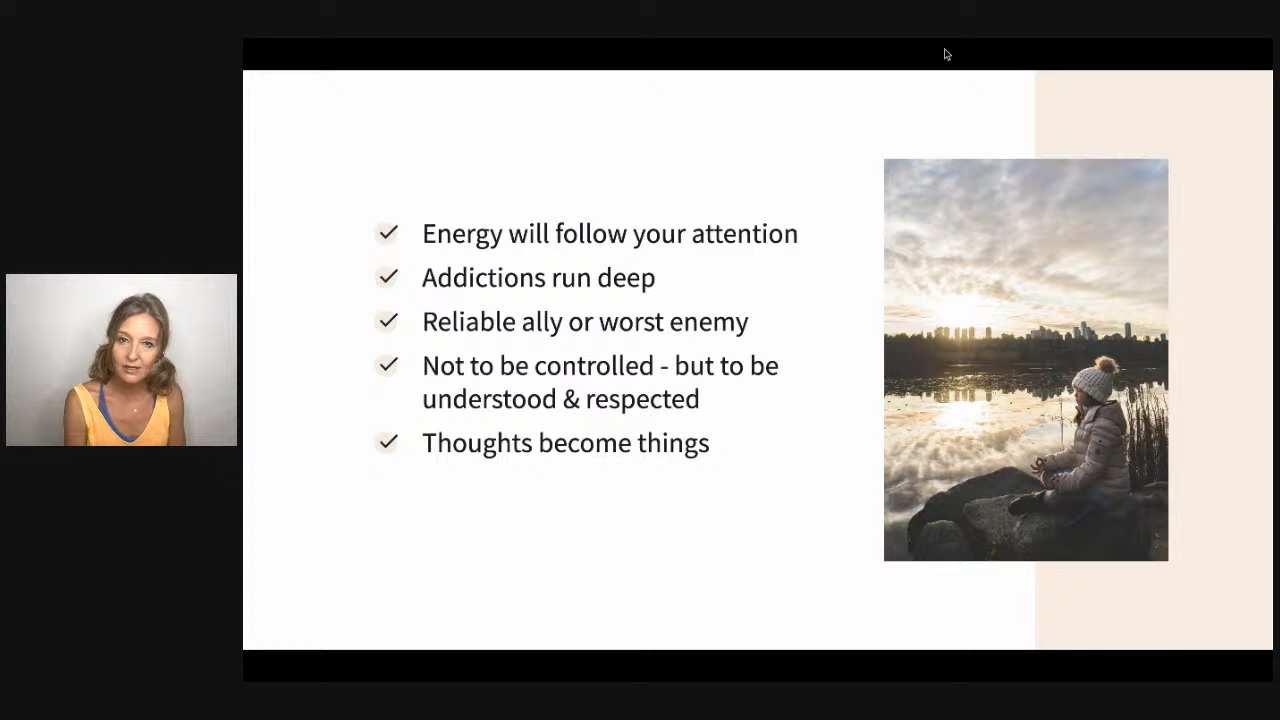 Energy will follow your attention
Addictions run deep
Reliable ally or worst enemy
Not to be controlled - but to be
understood & respected
Thoughts become things